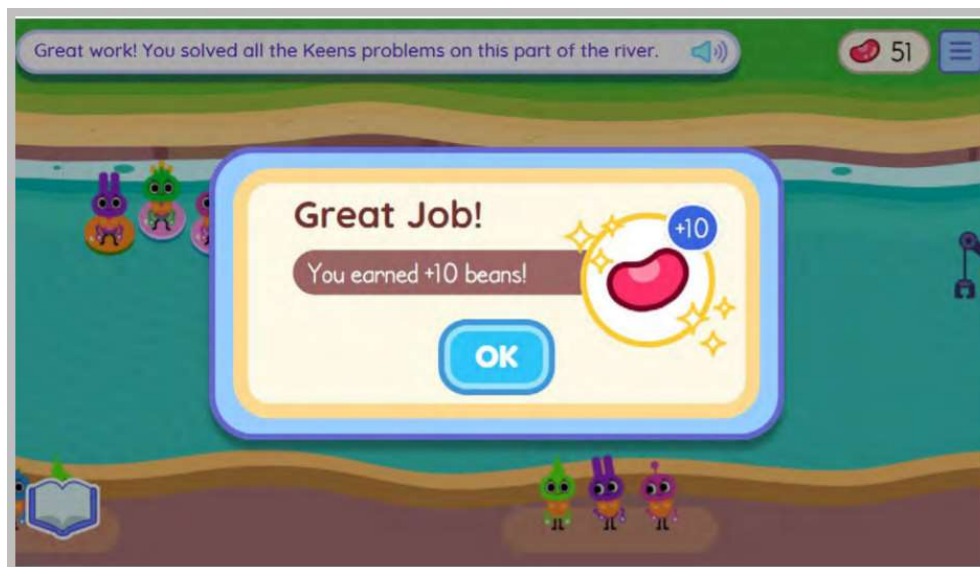 Great work! You solved all the Keens problems on this part of the river.
51
Great Job!
+10
You earned +10 beans!
OK